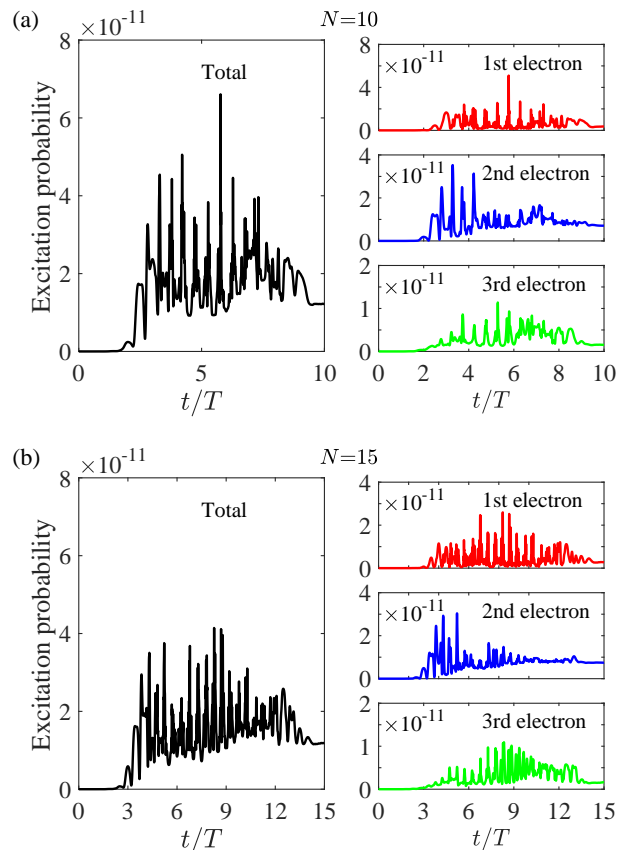 (a)
N=10
×10⁻¹¹
Total
Excitation probability
8
6
4
2
0
0 5 10
t/T
×10⁻¹¹
1st electron
8
4
0
×10⁻¹¹
2nd electron
4
2
0
×10⁻¹¹
3rd electron
2
1
0
0 2 4 6 8 10
t/T
(b)
N=15
×10⁻¹¹
Total
Excitation probability
8
6
4
2
0
0 3 6 9 12 15
t/T
×10⁻¹¹
1st electron
4
2
0
×10⁻¹¹
2nd electron
4
2
0
×10⁻¹¹
3rd electron
2
1
0
0 3 6 9 12 15
t/T